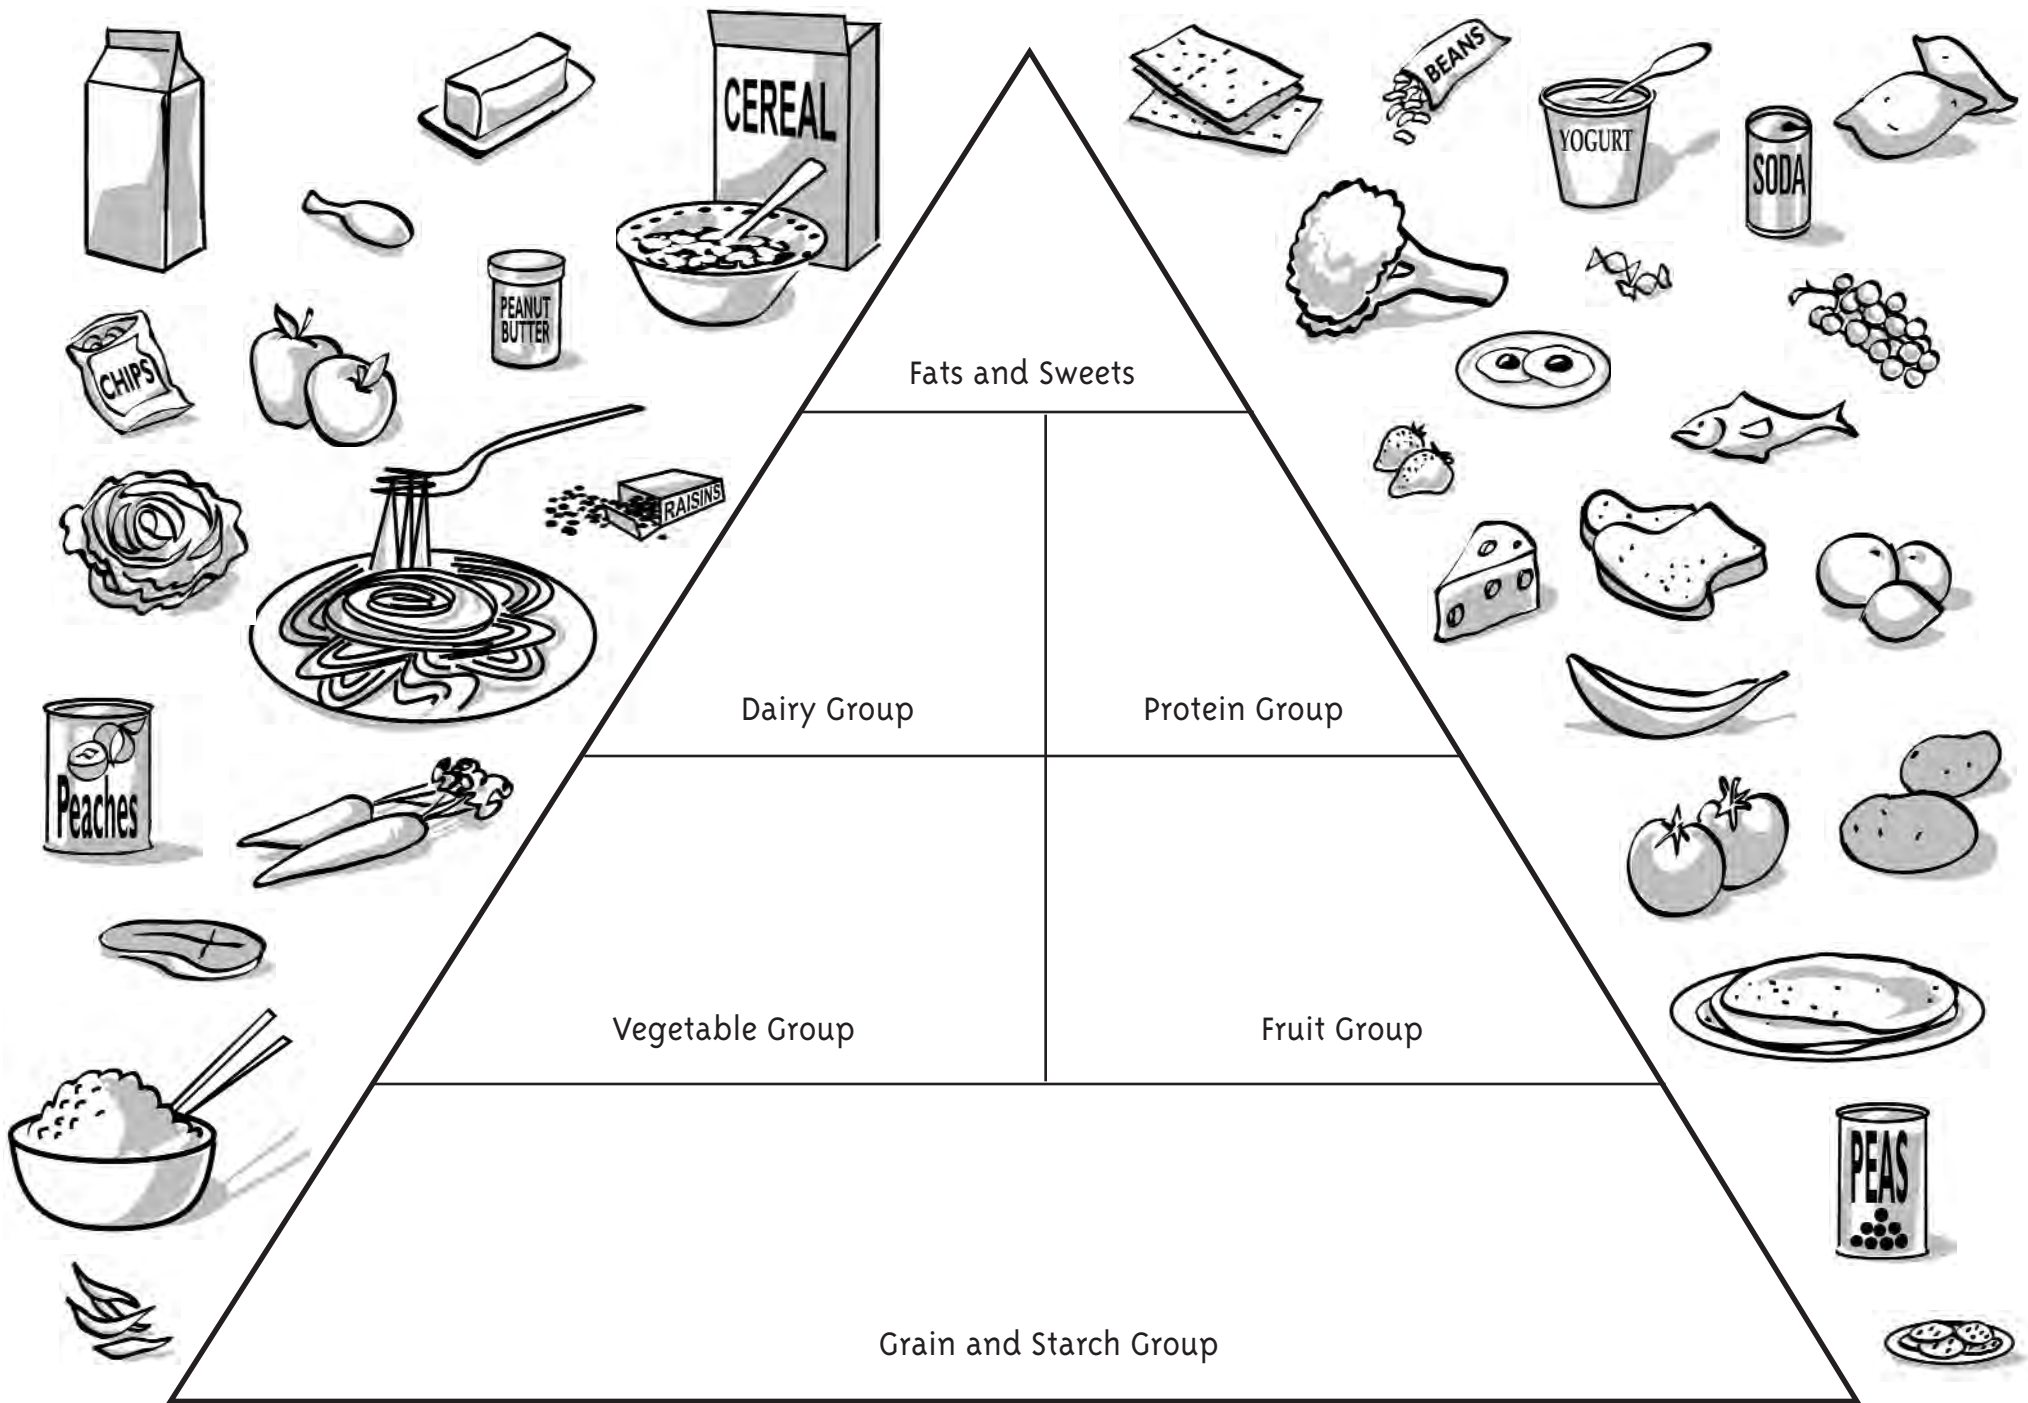 CEREAL
BEANS
YOGURT
SODA
PEANUT
BUTTER
CHIPS
Fats and Sweets
RAISINS
Dairy Group
Protein Group
Peaches
Vegetable Group
Fruit Group
PEAS
Grain and Starch Group